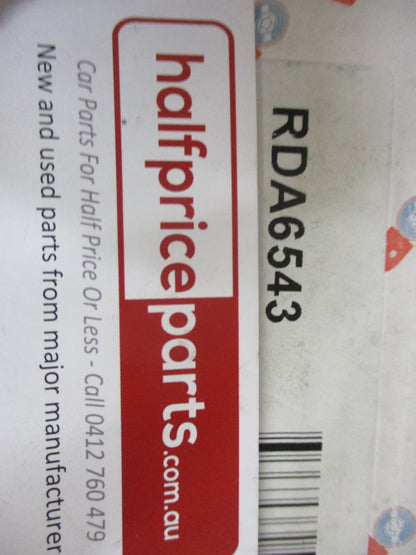 RDA6543
halfpriceparts.com.au
Car Parts For Half Price Or Less - Call 0412 760 479
New and used parts from major manufacturer